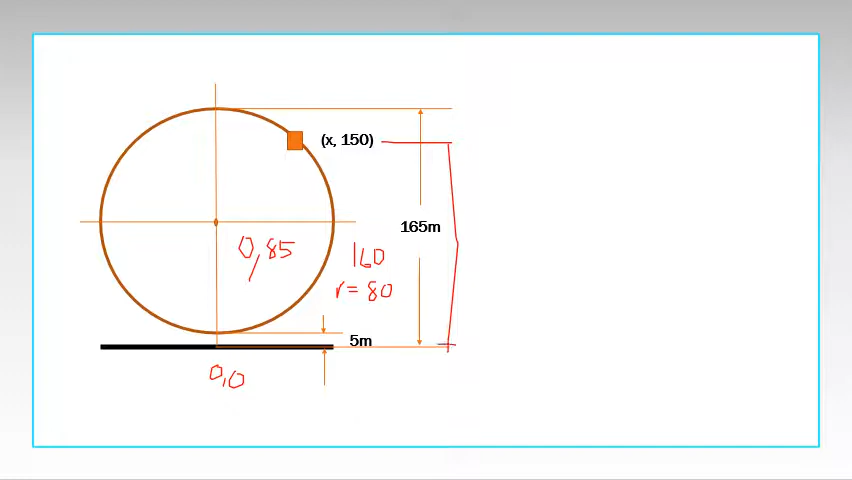 (x, 150)
165m
0,85
160
r = 80
5m
0,0